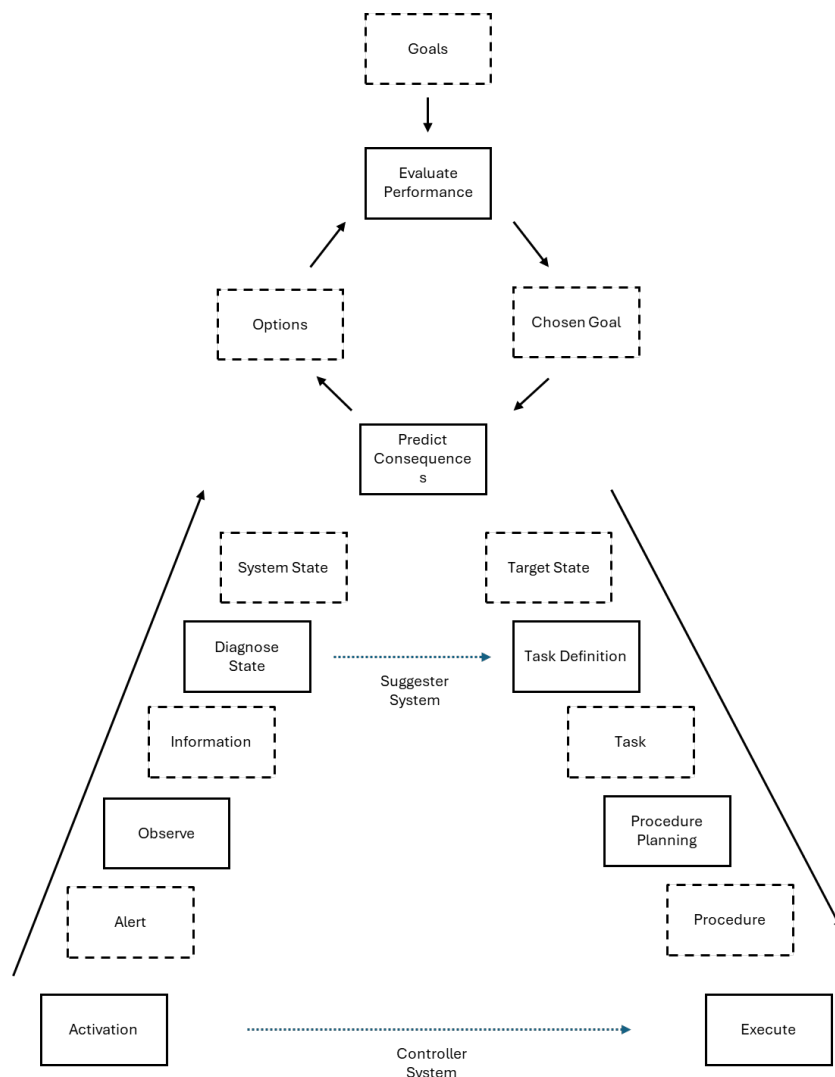 Goals
Evaluate
Performance
Options
Chosen Goal
Predict
Consequence
s
System State
Target State
Diagnose
State
Task Definition
Suggester
System
Information
Task
Observe
Procedure
Planning
Alert
Procedure
Activation
Execute
Controller
System